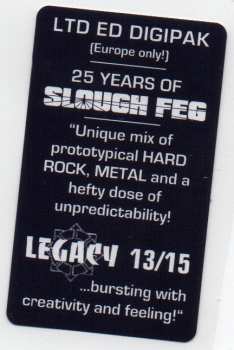 LTD ED DIGIPAK
(Europe only!)
25 YEARS OF
SLOUGH FEG
"Unique mix of
prototypical HARD
ROCK, METAL and a
hefty dose of
unpredictability!
LEGACY 13/15
...bursting with
creativity and feeling!"